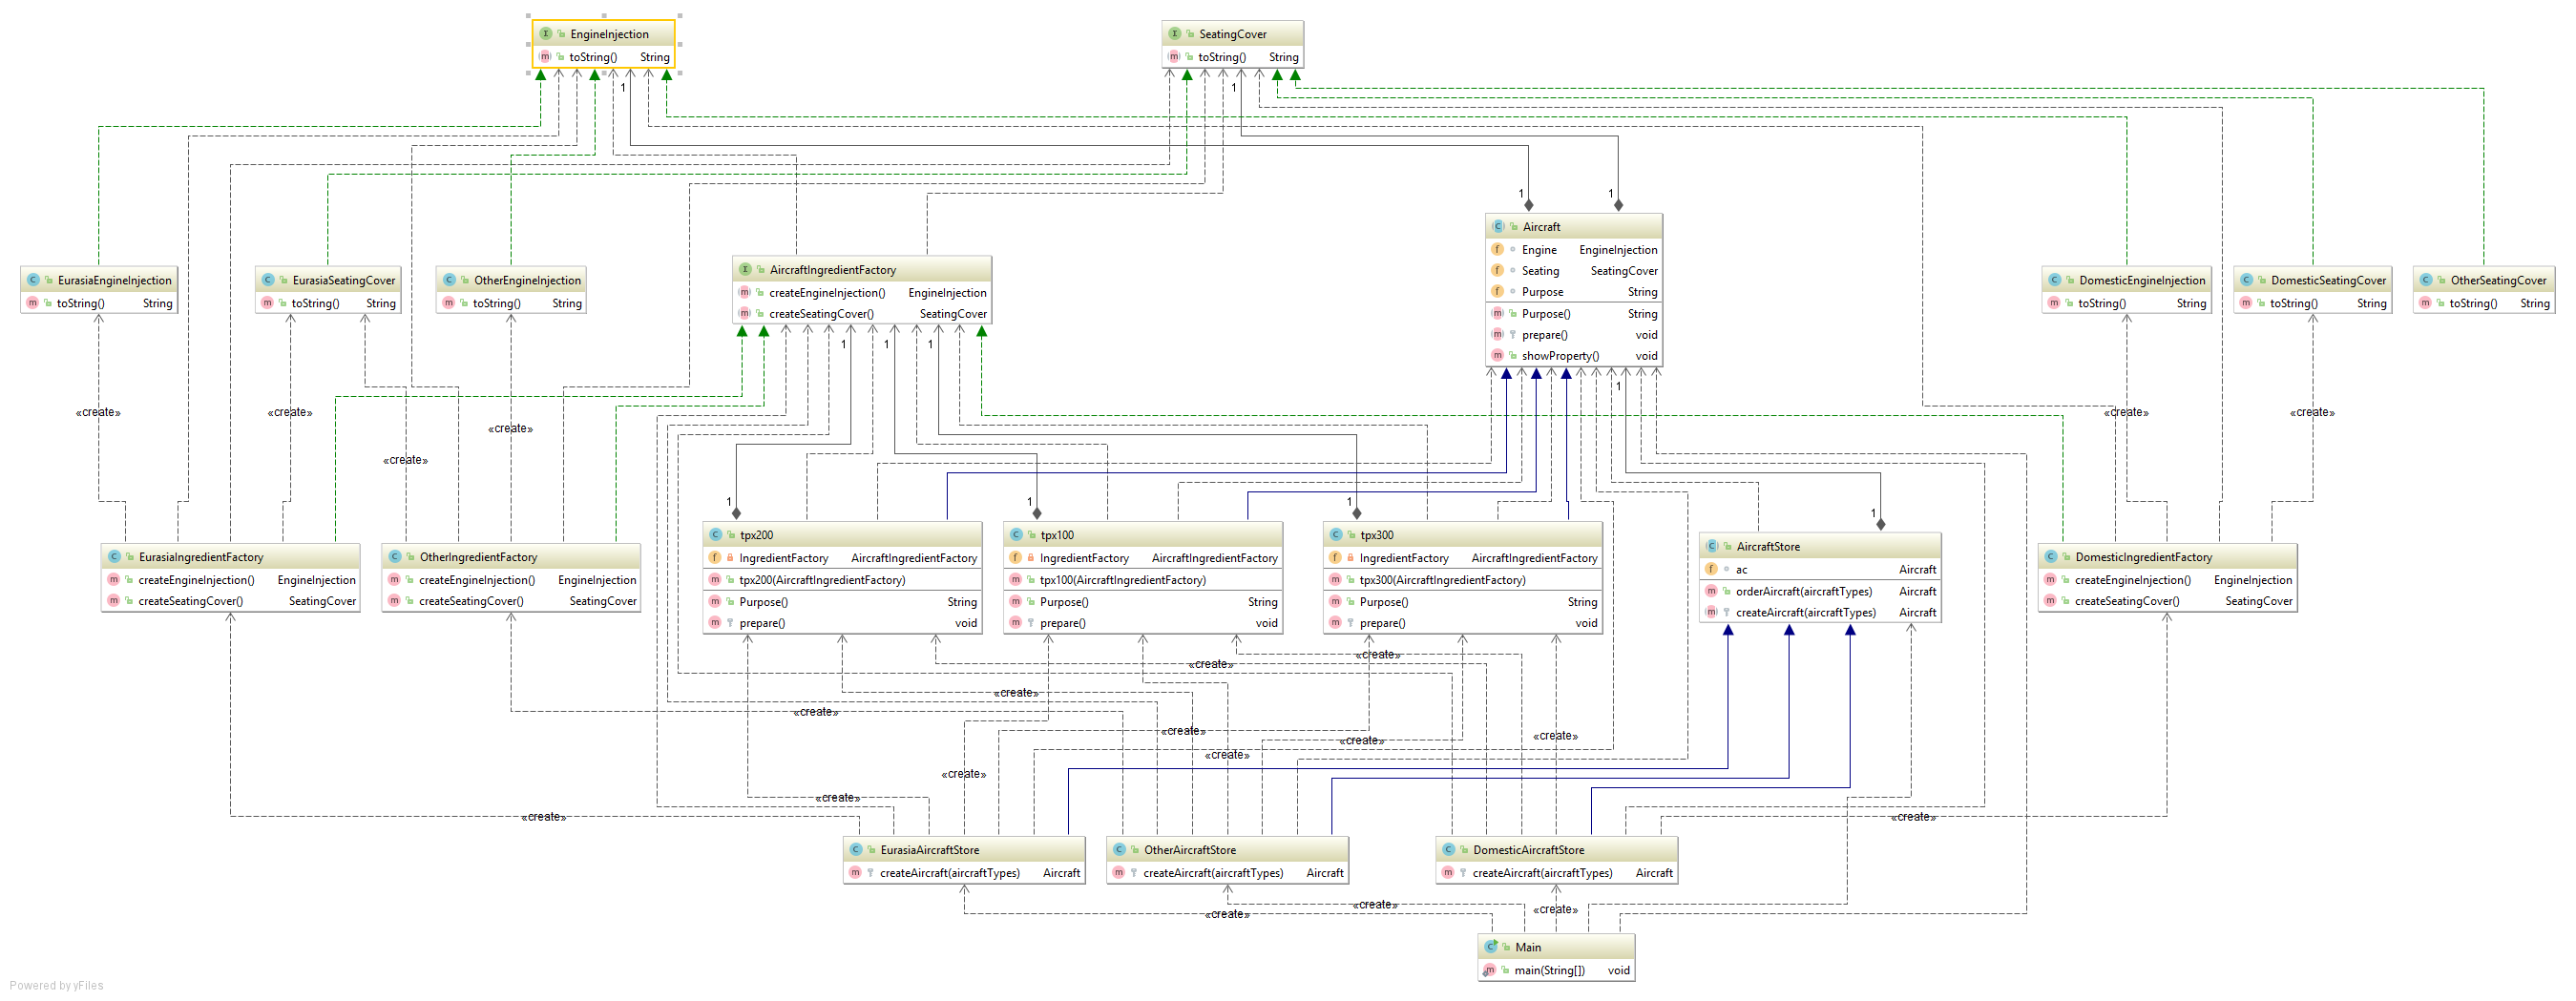 EngineInjection
toString() String
SeatingCover
toString() String
1
1
1
1
Aircraft
Engine EngineInjection
Seating SeatingCover
Purpose String
Purpose() String
prepare() void
showProperty() void
EurasiaEngineInjection
toString() String
EurasiaSeatingCover
toString() String
OtherEngineInjection
toString() String
AircraftIngredientFactory
createEngineInjection() EngineInjection
createSeatingCover() SeatingCover
DomesticEngineInjection
toString() String
DomesticSeatingCover
toString() String
OtherSeatingCover
toString() String
1
1
1
1
«create»
«create»
«create»
«create»
«create»
«create»
1
1
1
1
EurasiaIngredientFactory
createEngineInjection() EngineInjection
createSeatingCover() SeatingCover
OtherIngredientFactory
createEngineInjection() EngineInjection
createSeatingCover() SeatingCover
tpx200
IngredientFactory AircraftIngredientFactory
tpx200(AircraftIngredientFactory)
Purpose() String
prepare() void
tpx100
IngredientFactory AircraftIngredientFactory
tpx100(AircraftIngredientFactory)
Purpose() String
prepare() void
tpx300
IngredientFactory AircraftIngredientFactory
tpx300(AircraftIngredientFactory)
Purpose() String
prepare() void
AircraftStore
ac Aircraft
orderAircraft(aircraftTypes) Aircraft
createAircraft(aircraftTypes) Aircraft
DomesticIngredientFactory
createEngineInjection() EngineInjection
createSeatingCover() SeatingCover
«create»
«create»
«create»
«create»
«create»
«create»
«create»
«create»
«create»
«create»
«create»
«create»
EurasiaAircraftStore
createAircraft(aircraftTypes) Aircraft
OtherAircraftStore
createAircraft(aircraftTypes) Aircraft
DomesticAircraftStore
createAircraft(aircraftTypes) Aircraft
«create»
«create»
«create»
Main
main(String[]) void
Powered by yFiles